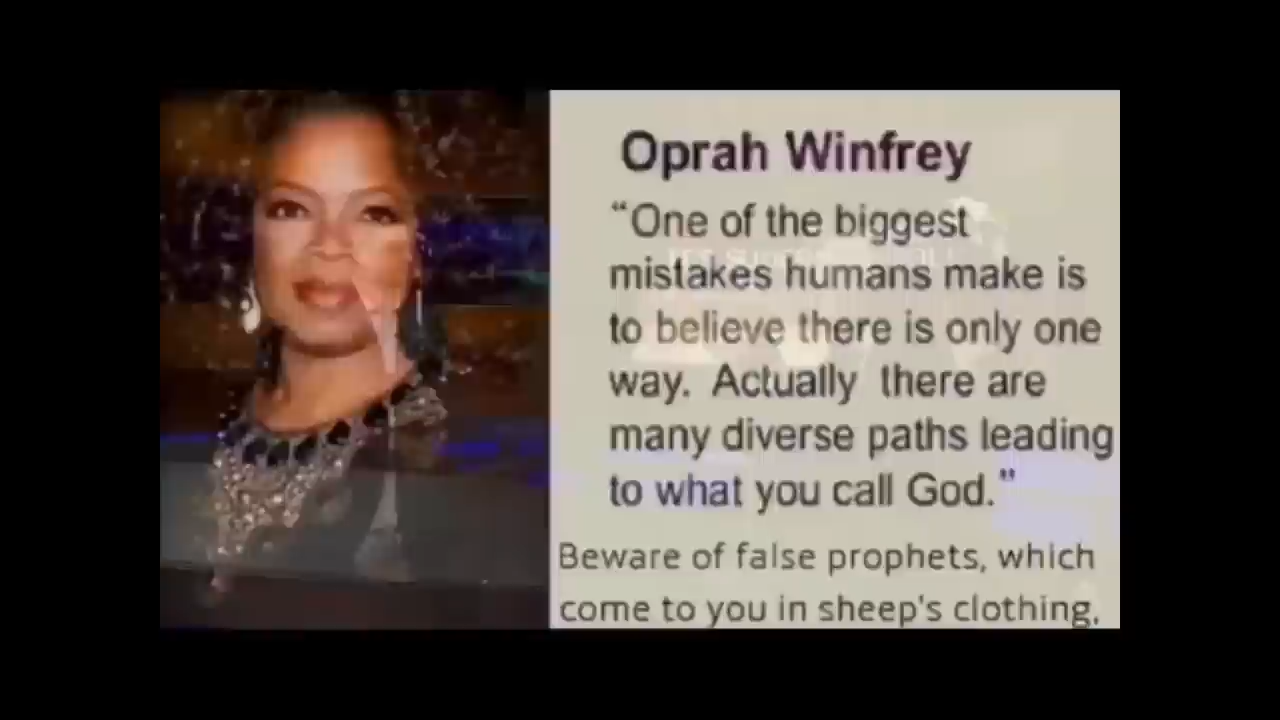 Oprah Winfrey
“One of the biggest
mistakes humans make is
to believe there is only one
way. Actually there are
many diverse paths leading
to what you call God.”
Beware of false prophets, which
come to you in sheep's clothing,